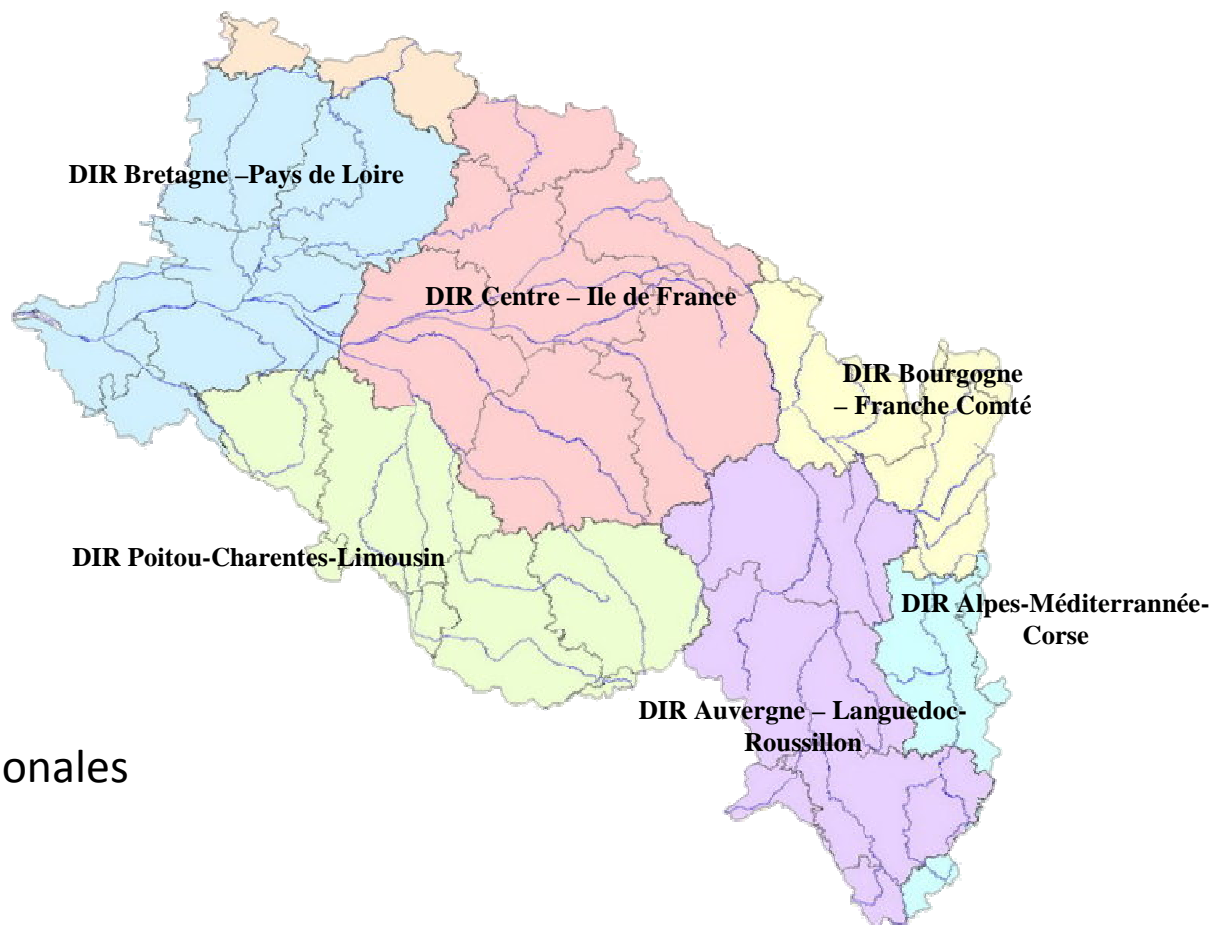 DIR Bretagne –Pays de Loire
DIR Centre – Ile de France
DIR Bourgogne
– Franche Comté
DIR Poitou-Charentes-Limousin
DIR Alpes-Méditerrannée-
Corse
DIR Auvergne – Languedoc-
Roussillon
onales